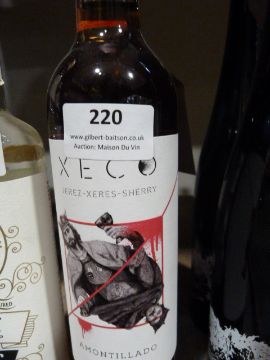 220
www.gilbert-baitson.co.uk
Auction: Maison Du Vin
XECO
JEREZ-XERES-SHERRY
AMONTILLADO